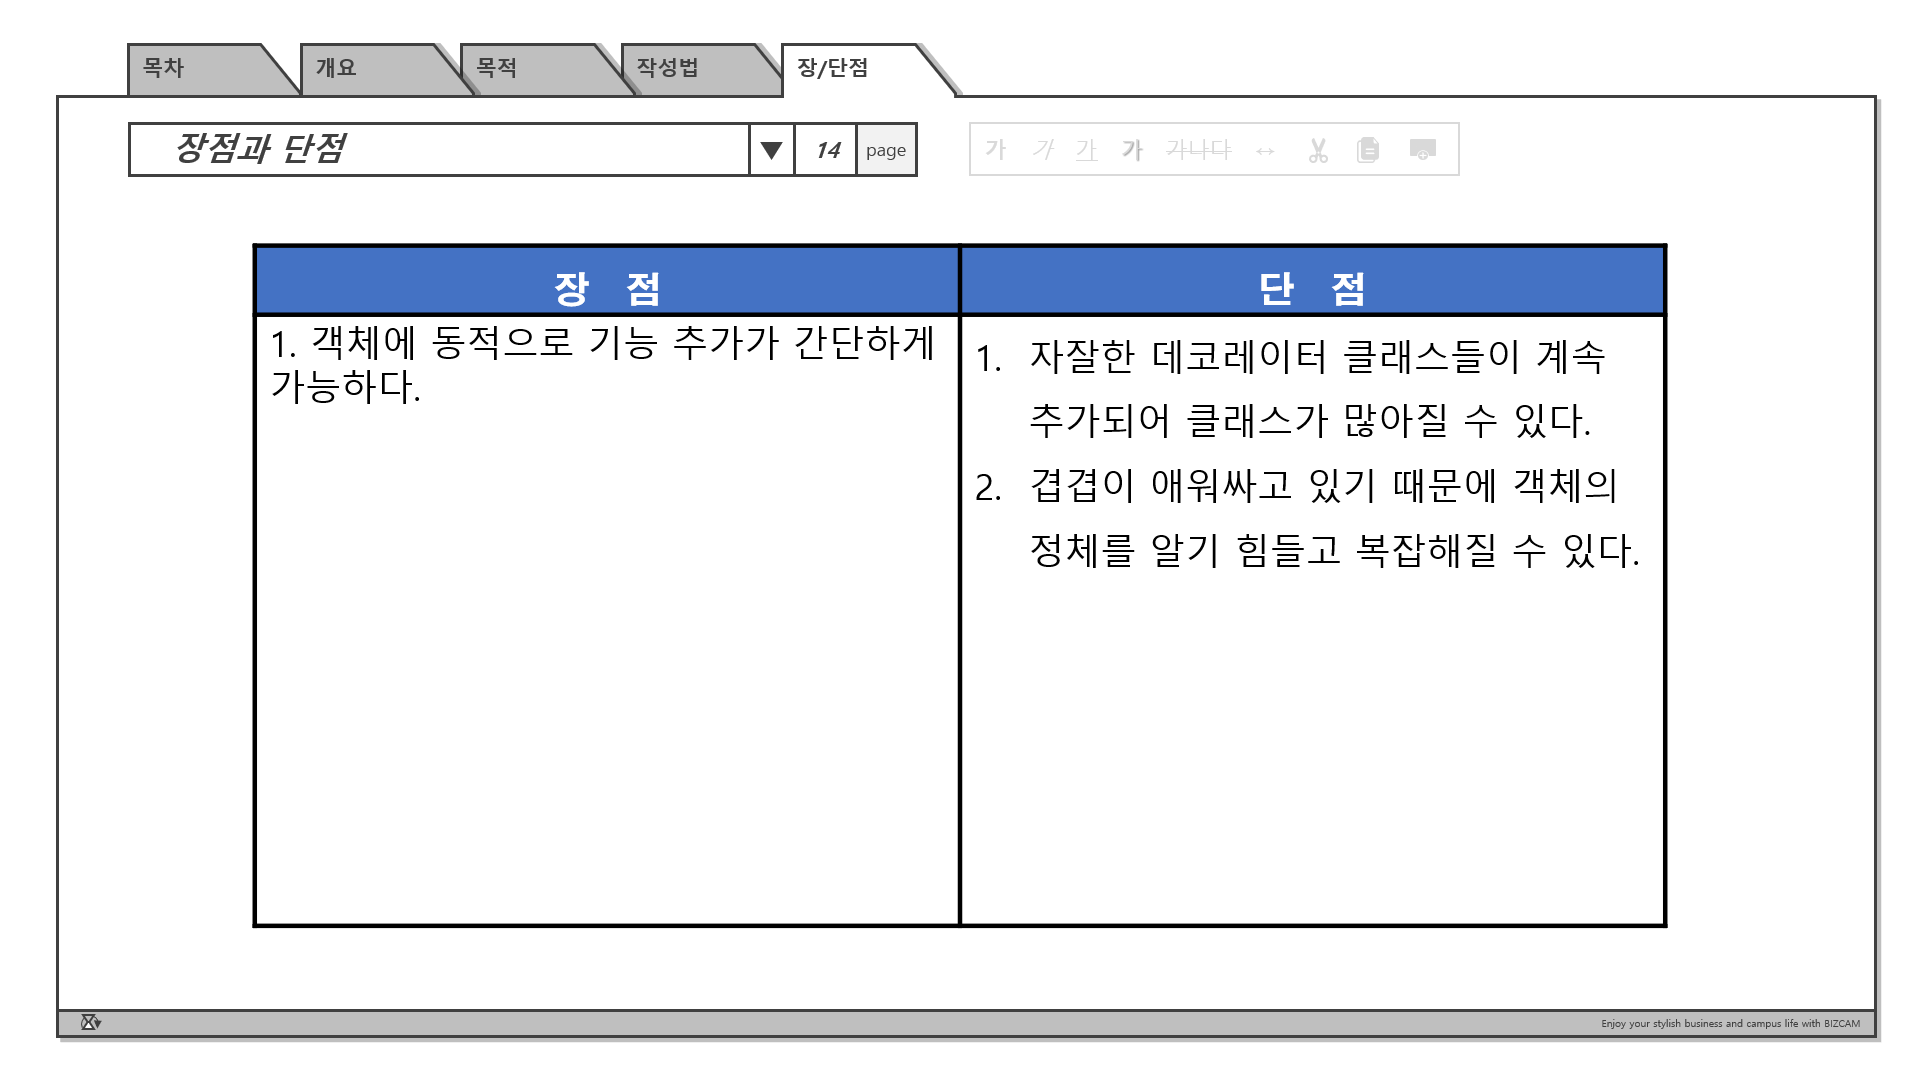 목차
개요
목적
작성법
장/단점
장점과 단점
▼
14
page
가 가 가 가 가나다 ↔
장 점
단 점
1. 객체에 동적으로 기능 추가가 간단하게
가능하다.
1. 자잘한 데코레이터 클래스들이 계속
추가되어 클래스가 많아질 수 있다.
2. 겹겹이 애워싸고 있기 때문에 객체의
정체를 알기 힘들고 복잡해질 수 있다.
Enjoy your stylish business and campus life with BIZCAM